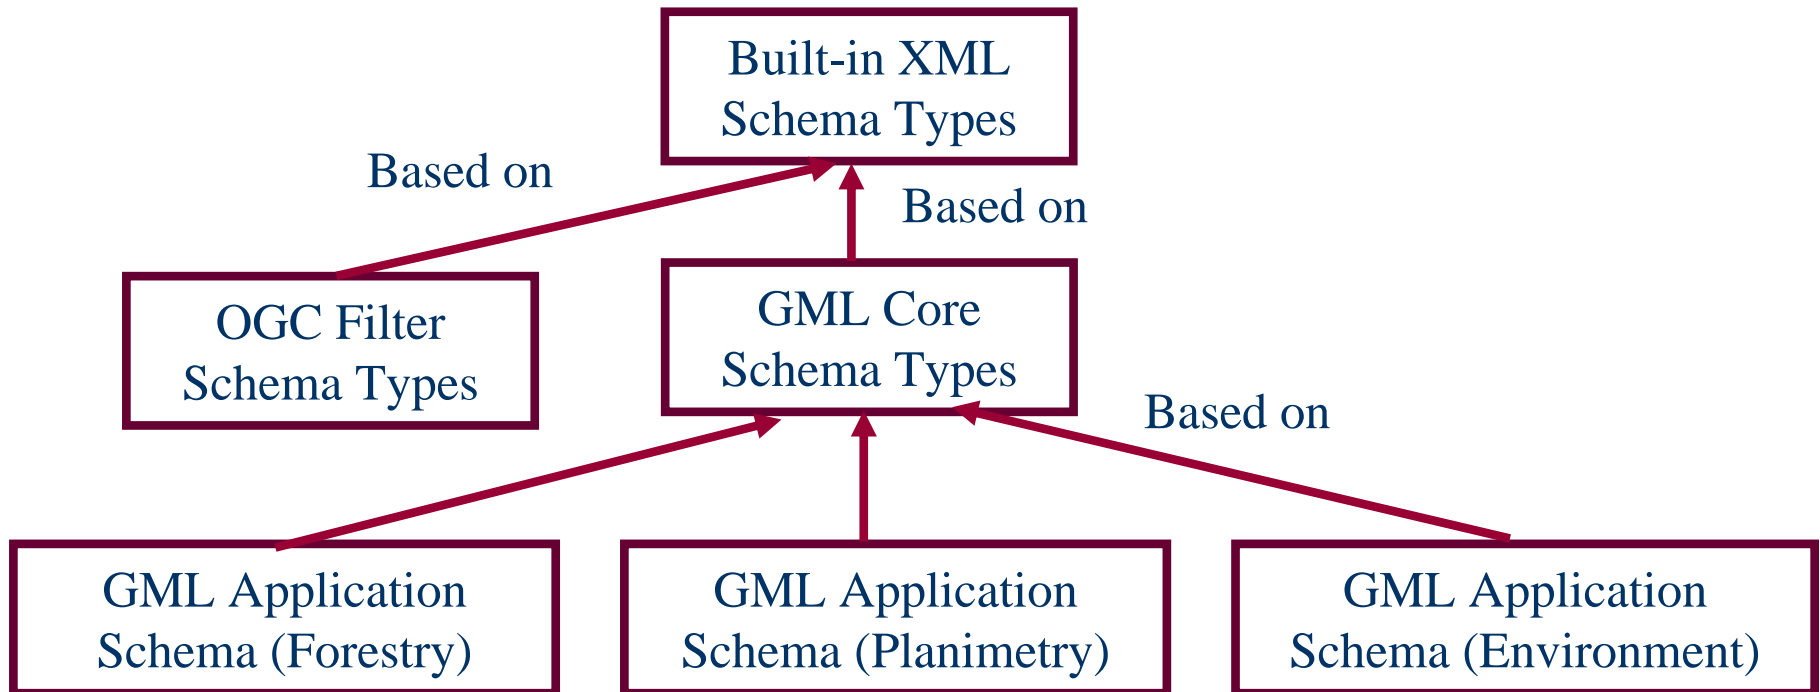 Built-in XML
Schema Types
Based on
Based on
OGC Filter
Schema Types
GML Core
Schema Types
Based on
GML Application
Schema (Forestry)
GML Application
Schema (Planimetry)
GML Application
Schema (Environment)